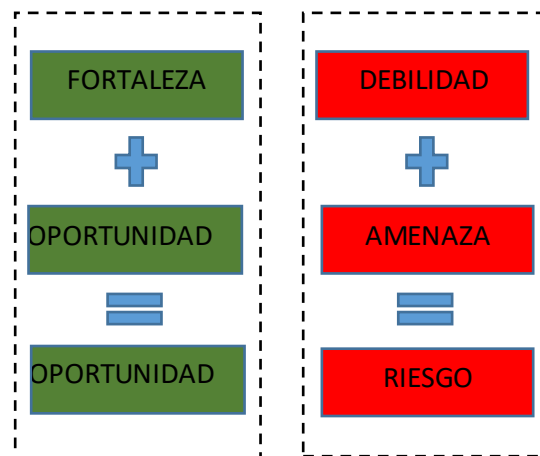 FORTALEZA
OPORTUNIDAD
OPORTUNIDAD
DEBILIDAD
AMENAZA
RIESGO